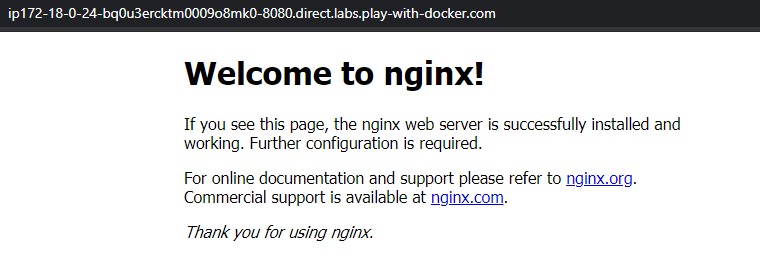 ip172-18-0-24-bq0u3ercktm0009o8mk0-8080.direct.labs.play-with-docker.com
Welcome to nginx!
If you see this page, the nginx web server is successfully installed and
working. Further configuration is required.
For online documentation and support please refer to nginx.org.
Commercial support is available at nginx.com.
Thank you for using nginx.